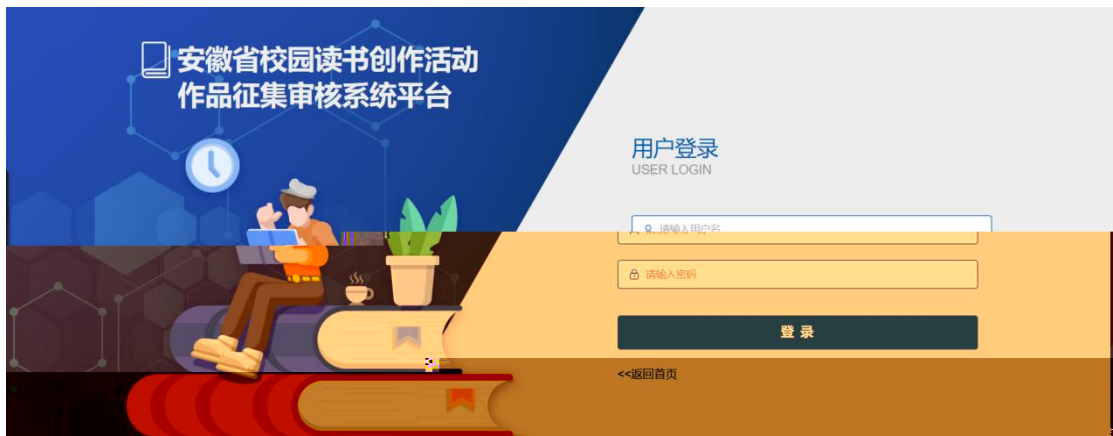 安徽省校园读书创作活动
作品征集审核系统平台
用户登录
USER LOGIN
请输入用户名
请输入密码
登 录
<<返回首页